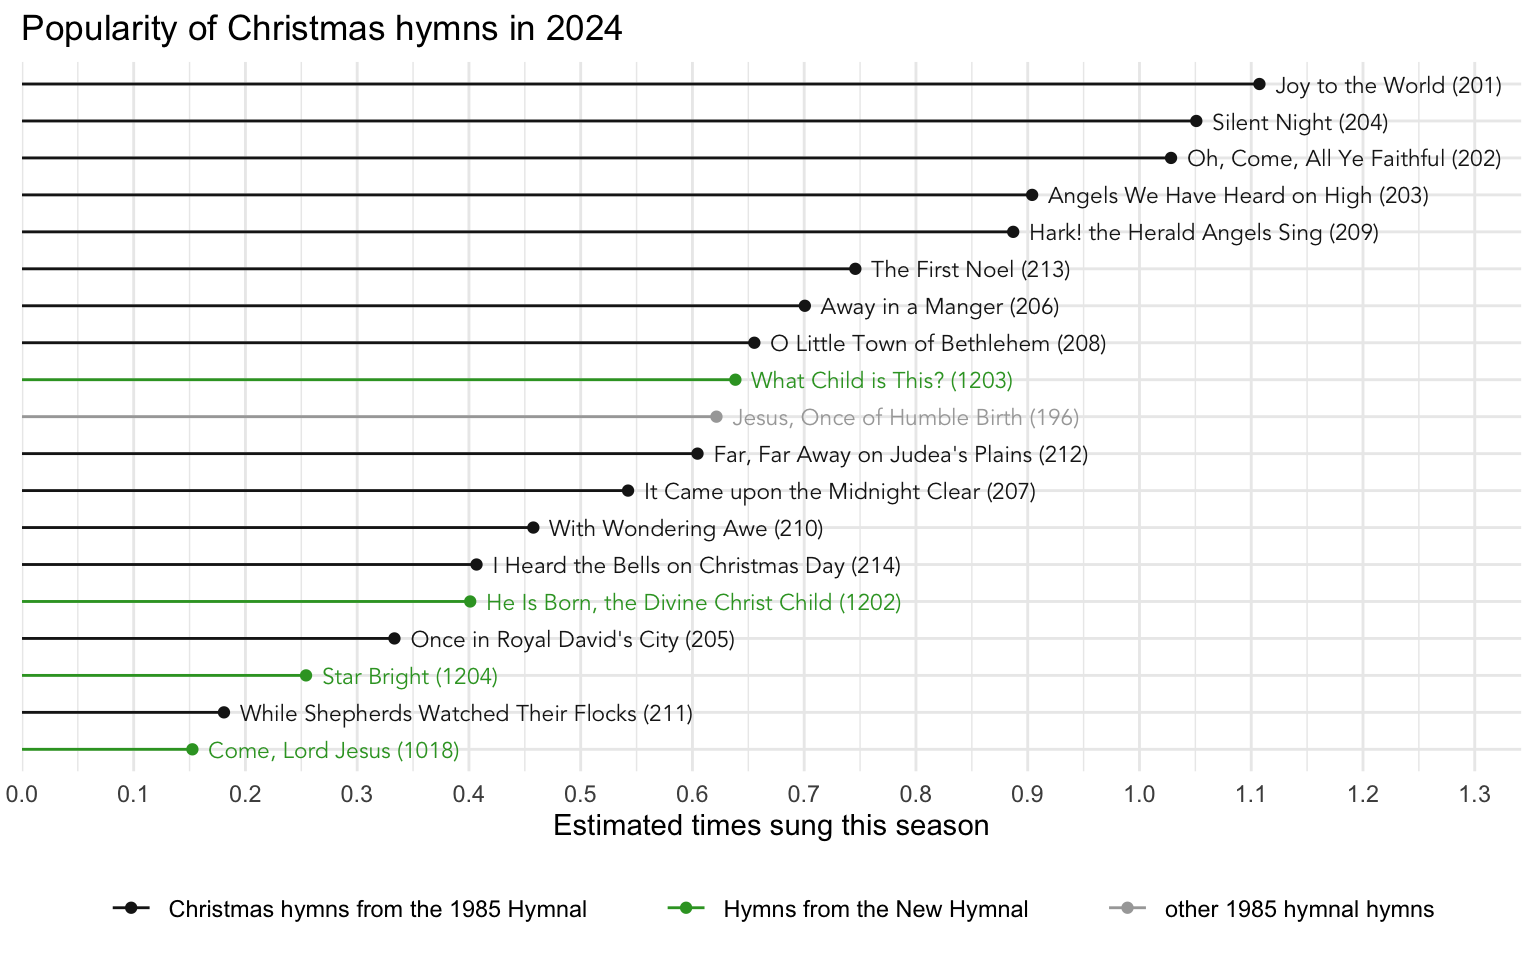 Popularity of Christmas hymns in 2024
Joy to the World (201)
Silent Night (204)
Oh, Come, All Ye Faithful (202)
Angels We Have Heard on High (203)
Hark! the Herald Angels Sing (209)
The First Noel (213)
Away in a Manger (206)
O Little Town of Bethlehem (208)
What Child is This? (1203)
Jesus, Once of Humble Birth (196)
Far, Far Away on Judea's Plains (212)
It Came upon the Midnight Clear (207)
With Wondering Awe (210)
I Heard the Bells on Christmas Day (214)
He Is Born, the Divine Christ Child (1202)
Once in Royal David's City (205)
Star Bright (1204)
While Shepherds Watched Their Flocks (211)
Come, Lord Jesus (1018)
0.0 0.1 0.2 0.3 0.4 0.5 0.6 0.7 0.8 0.9 1.0 1.1 1.2 1.3
Estimated times sung this season
Christmas hymns from the 1985 Hymnal Hymns from the New Hymnal other 1985 hymnal hymns